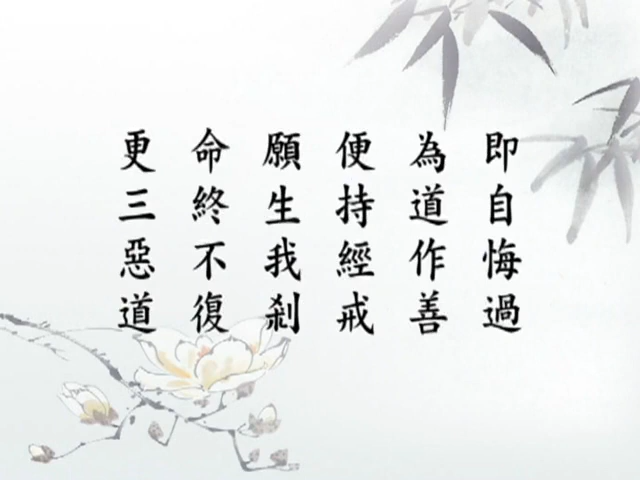 即自悔過
為道作善
便持經戒
願生我剎
命終不復
更三惡道